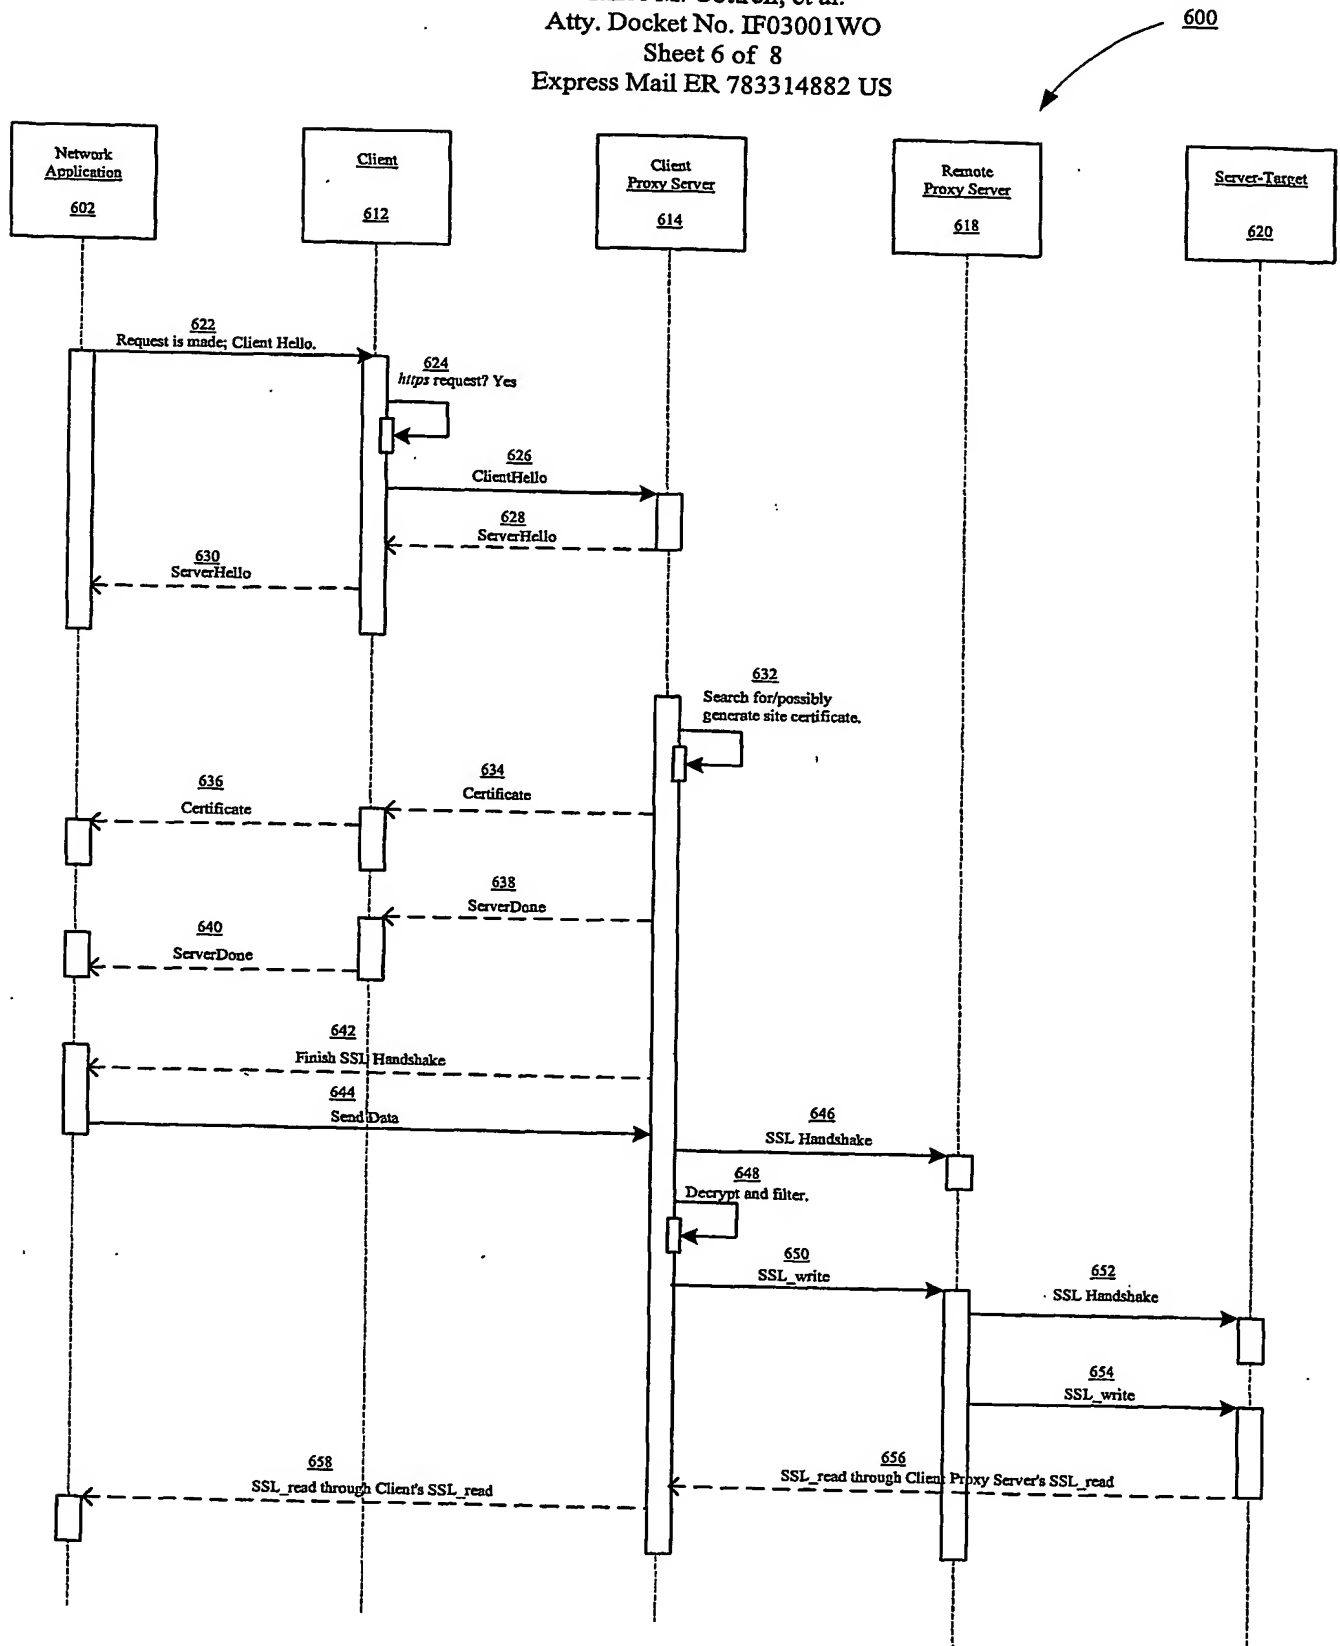 Atty. Docket No. IF03001WO
Sheet 6 of 8
Express Mail ER 783314882 US
600
Network
Application
602
Client
612
Client
Proxy Server
614
Remote
Proxy Server
618
Server-Target
620
622
Request is made; Client Hello.
624
https request? Yes
626
ClientHello
628
ServerHello
630
ServerHello
632
Search for/possibly
generate site certificate.
634
Certificate
636
Certificate
638
ServerDone
640
ServerDone
642
Finish SSL Handshake
644
Send Data
646
SSL Handshake
648
Decrypt and filter.
650
SSL_write
652
SSL Handshake
654
SSL_write
656
SSL_read through Client Proxy Server's SSL_read
658
SSL_read through Client's SSL_read